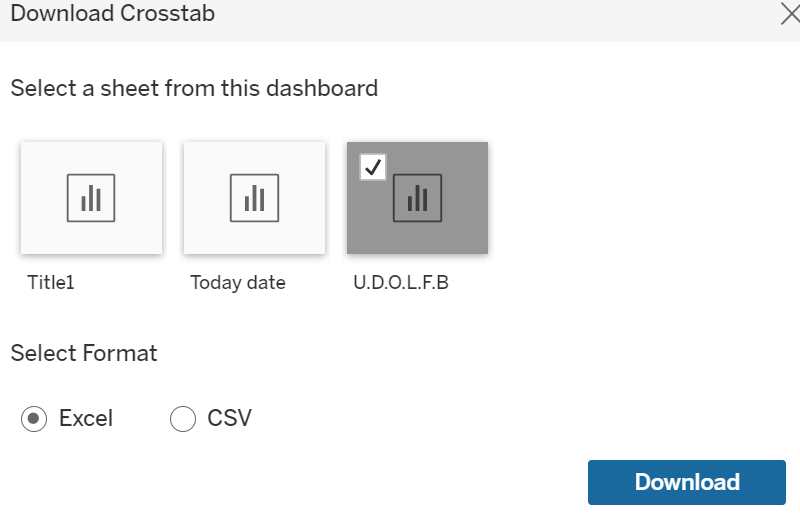 Download Crosstab
Select a sheet from this dashboard
Title1 Today date U.D.O.L.F.B
Select Format
Excel CSV
Download